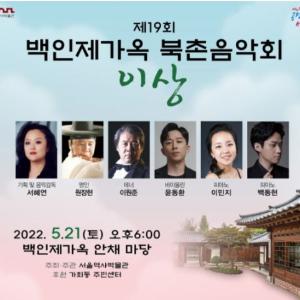 제19회
백인제가옥 북촌음악회
이상
기획 및 음악감독 명인 테너 바이올린 피아노 피아노
서혜연 원장현 이원준 윤동환 이민지 백동현
2022. 5.21(토) 오후6:00
백인제가옥 안채 마당
주최·주관 서울역사박물관
후원 가회동 주민센터